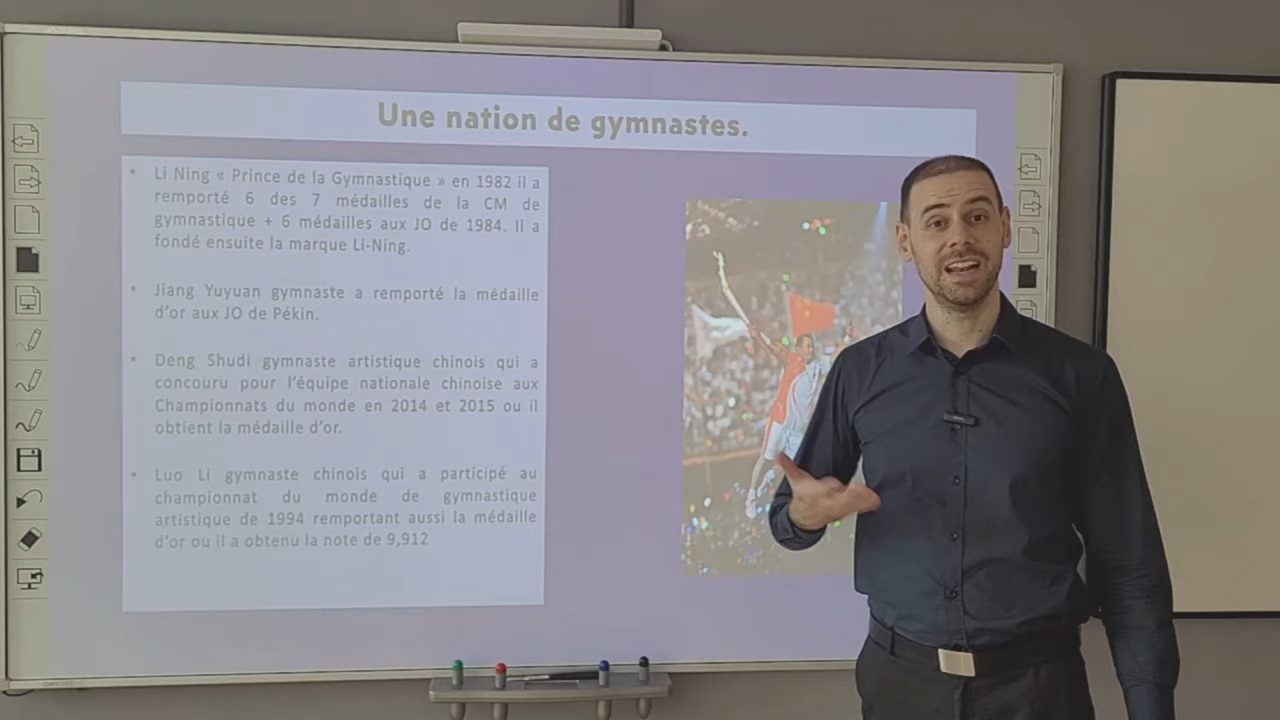 Une nation de gymnastes.
• Li Ning « Prince de la Gymnastique » en 1982 il a
remporté 6 des 7 médailles de la CM de
gymnastique + 6 médailles aux JO de 1984. Il a
fondé ensuite la marque Li-Ning.
• Jiang Yuyuan gymnaste a remporté la médaille
d'or aux JO de Pékin.
• Deng Shudi gymnaste artistique chinois qui a
concouru pour l'équipe nationale chinoise aux
Championnats du monde en 2014 et 2015 ou il
obtient la médaille d'or.
• Luo Li gymnaste chinois qui a participé au
championnat du monde de gymnastique
artistique de 1994 remportant aussi la médaille
d'or ou il a obtenu la note de 9,912